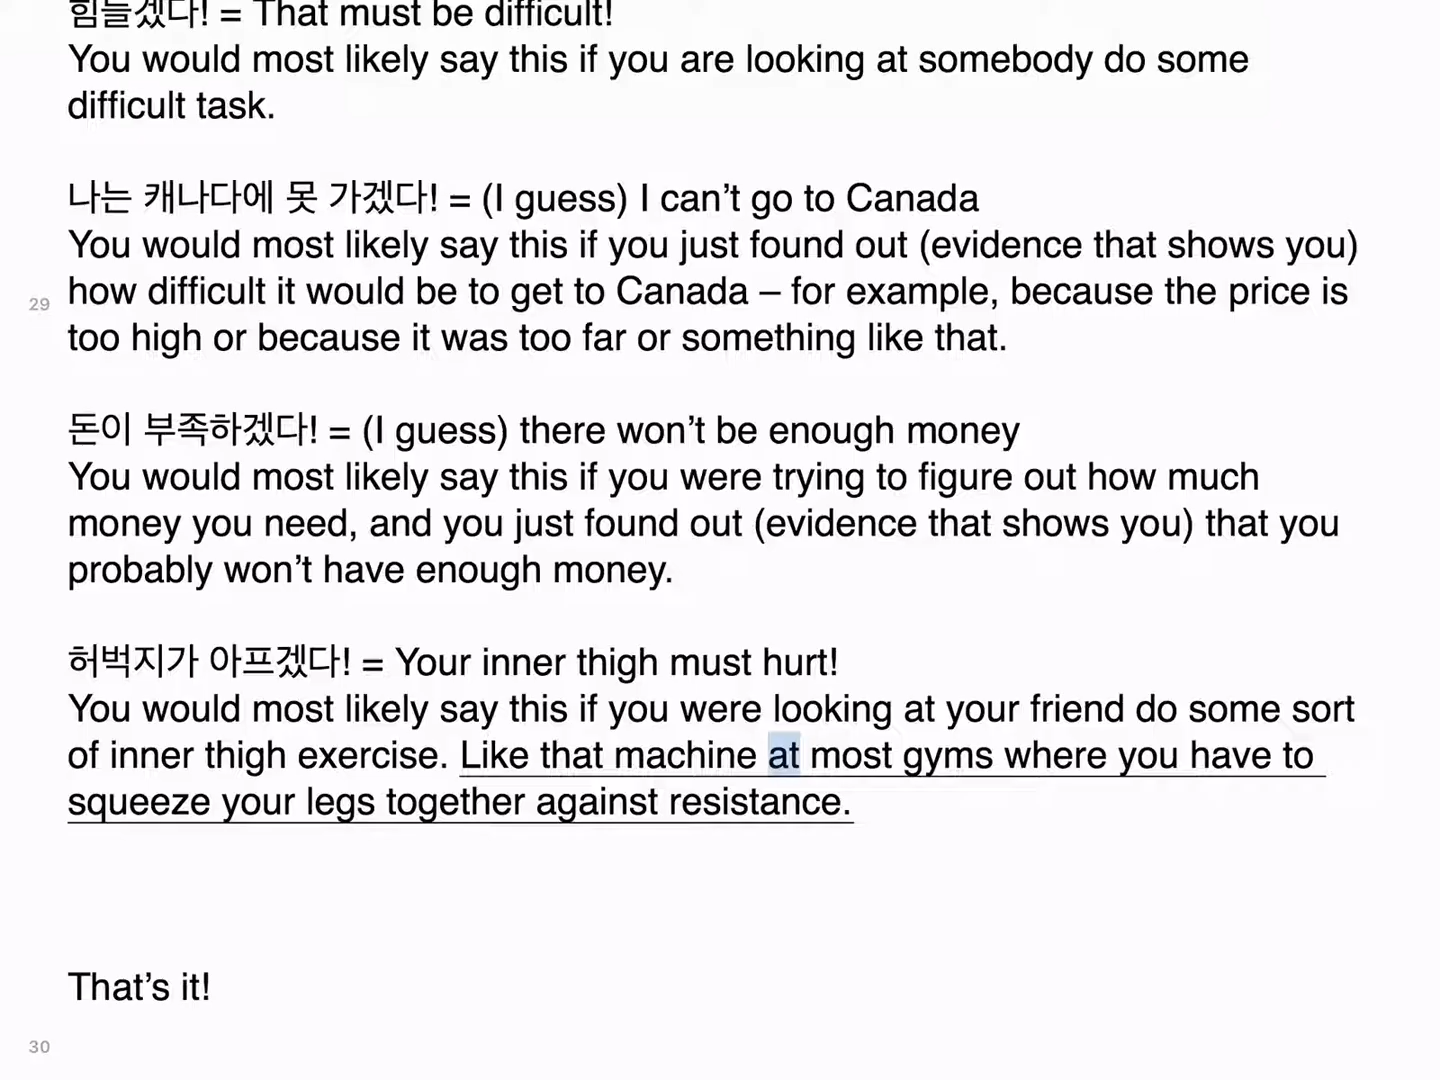 힘들겠다! = That must be difficult!
You would most likely say this if you are looking at somebody do some
difficult task.
나는 캐나다에 못 가겠다! = (I guess) I can’t go to Canada
You would most likely say this if you just found out (evidence that shows you)
29 how difficult it would be to get to Canada – for example, because the price is
too high or because it was too far or something like that.
돈이 부족하겠다! = (I guess) there won’t be enough money
You would most likely say this if you were trying to figure out how much
money you need, and you just found out (evidence that shows you) that you
probably won’t have enough money.
허벅지가 아프겠다! = Your inner thigh must hurt!
You would most likely say this if you were looking at your friend do some sort
of inner thigh exercise. Like that machine at most gyms where you have to
squeeze your legs together against resistance.
That’s it!
30